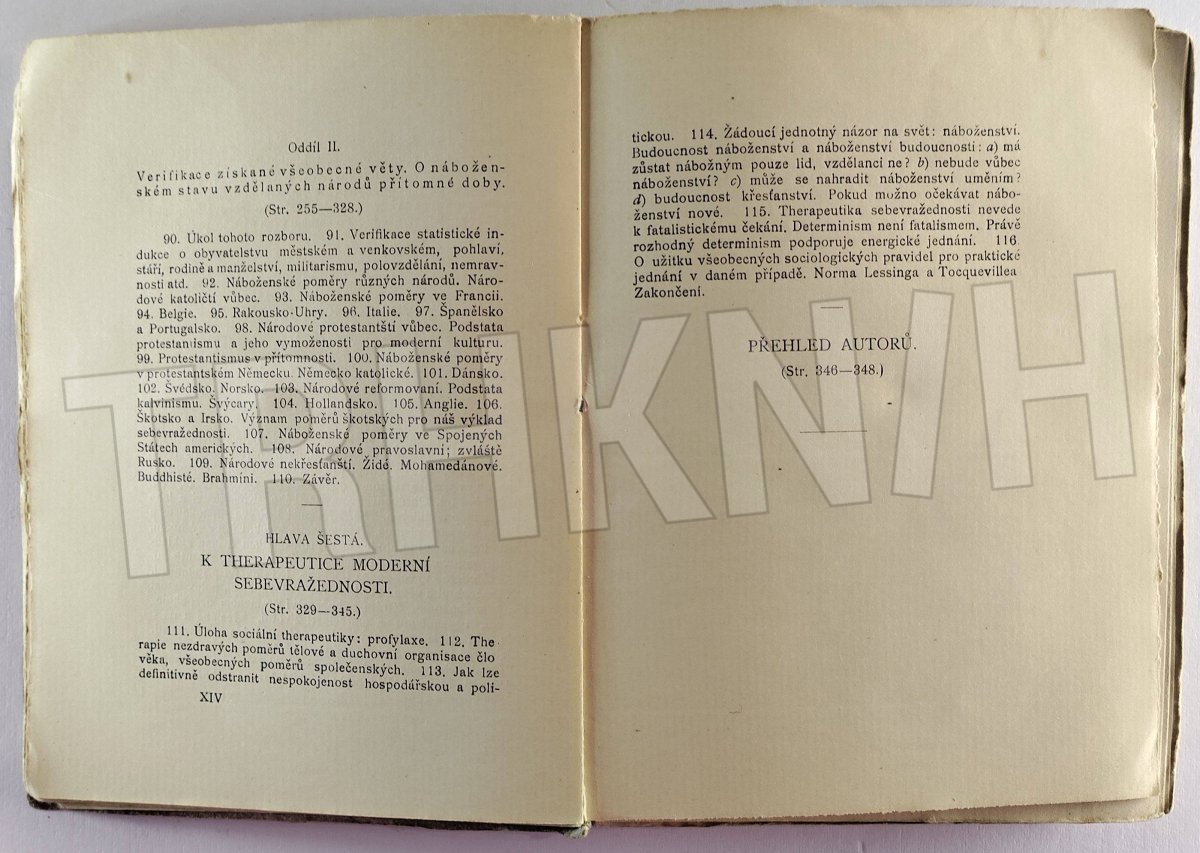 Oddíl II.
Verifikace získané všeobecné věty. O nábožen-
ském stavu vzdělaných národů přítomné doby.
(Str. 255—328.)
90. Úkol tohoto rozboru. 91. Verifikace statistické in-
dukce o obyvatelstvu městském a venkovském, pohlaví,
stáří, rodině a manželství, militarismu, polovzdělání, nemrav-
nosti atd. 92. Náboženské poměry různých národů. Náro-
dové katoličtí vůbec. 93. Náboženské poměry ve Francii.
94. Belgie. 95. Rakousko-Uhry. 96. Italie. 97. Španělsko
a Portugalsko. 98. Národové protestantští vůbec. Podstata
protestantismu a jeho vymoženosti pro moderní kulturu.
99. Protestantismus v přítomnosti. 100. Náboženské poměry
v protestantském Německu. Německo katolické. 101. Dánsko.
102. Švédsko. Norsko. 103. Národové reformovaní. Podstata
kalvinismu. Švýcary. 104. Hollandsko. 105. Anglie. 106.
Škotsko a Irsko. Význam poměrů škotských pro náš výklad
sebevražednosti. 107. Náboženské poměry ve Spojených
Státech amerických. 108. Národové pravoslavní; zvláště
Rusko. 109. Národové nekřesťanští. Židé. Mohamedánové.
Buddhisté. Brahmíni. 110. Závěr.
HLAVA ŠESTÁ.
K THERAPEUTICE MODERNÍ
SEBEVRAŽEDNOSTI.
(Str. 329—345.)
111. Úloha sociální therapeutiky: profylaxe. 112. The-
rapie nezdravých poměrů tělové a duchovní organisace člo
věka, všeobecných poměrů společenských. 113. Jak lze
definitivně odstranit nespokojenost hospodářskou a poli-
XIV
tickou. 114. Žádoucí jednotný názor na svět: náboženství.
Budoucnost náboženství a náboženství budoucnosti: a) má
zůstat nábožným pouze lid, vzdělanci ne? b) nebude vůbec
náboženství? c) může se nahradit náboženství uměním?
d) budoucnost křesťanství. Pokud možno očekávat nábo-
ženství nové. 115. Therapeutika sebevražednosti nevede
k fatalistickému čekání. Determinism není fatalismem. Právě
rozhodný determinism podporuje energické jednání. 116.
O užitku všeobecných sociologických pravidel pro praktické
jednání v daném případě. Norma Lessinga a Tocquevillea
Zakončení.
PŘEHLED AUTORŮ.
(Str. 346—348.)
TRHKNIH